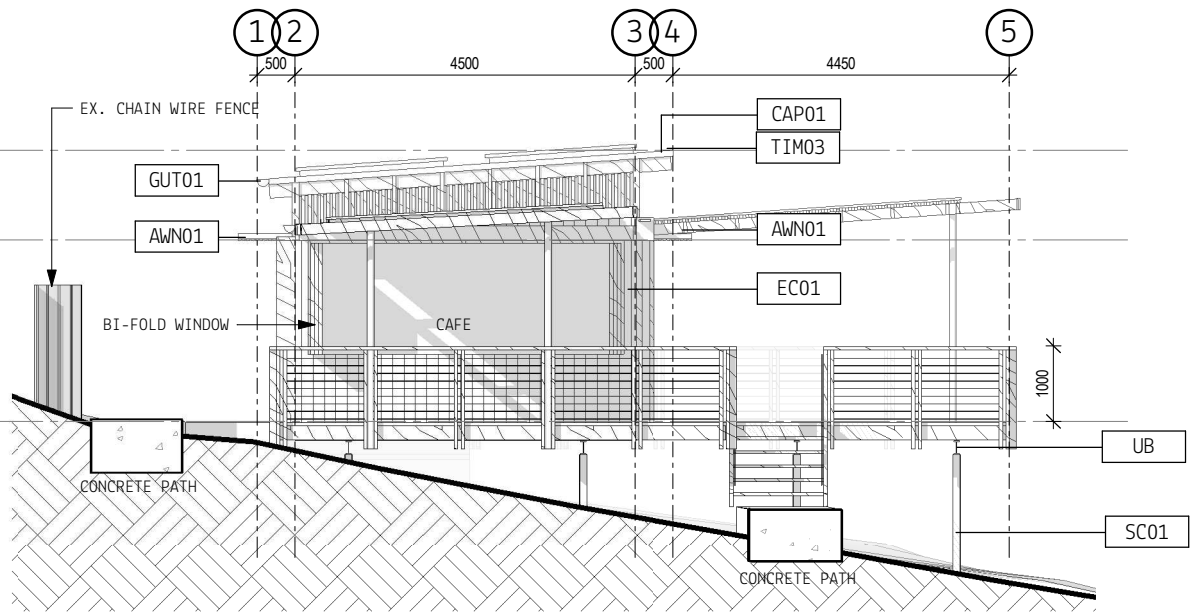 1 2 3 4 5
500 4500 500 4450
EX. CHAIN WIRE FENCE
CAP01
TIM03
GUT01
AWN01
AWN01
EC01
BI-FOLD WINDOW
CAFE
1000
UB
CONCRETE PATH
SC01
CONCRETE PATH